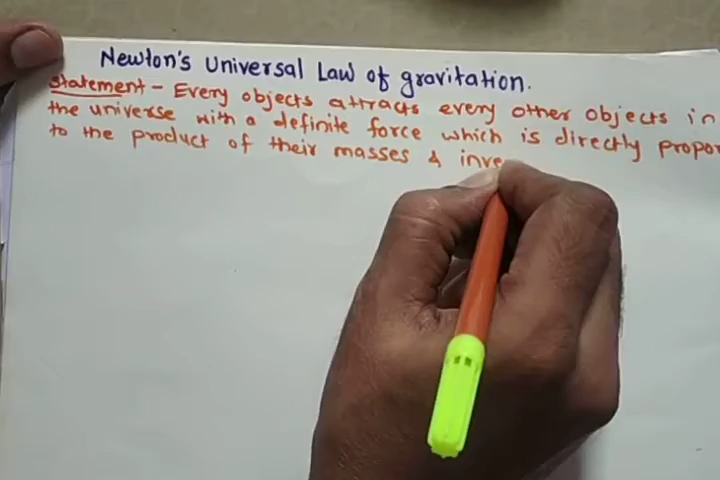 Newton's Universal Law of gravitation.
Statement - Every objects attracts every other objects in
the universe with a definite force which is directly propor
to the product of their masses & inve